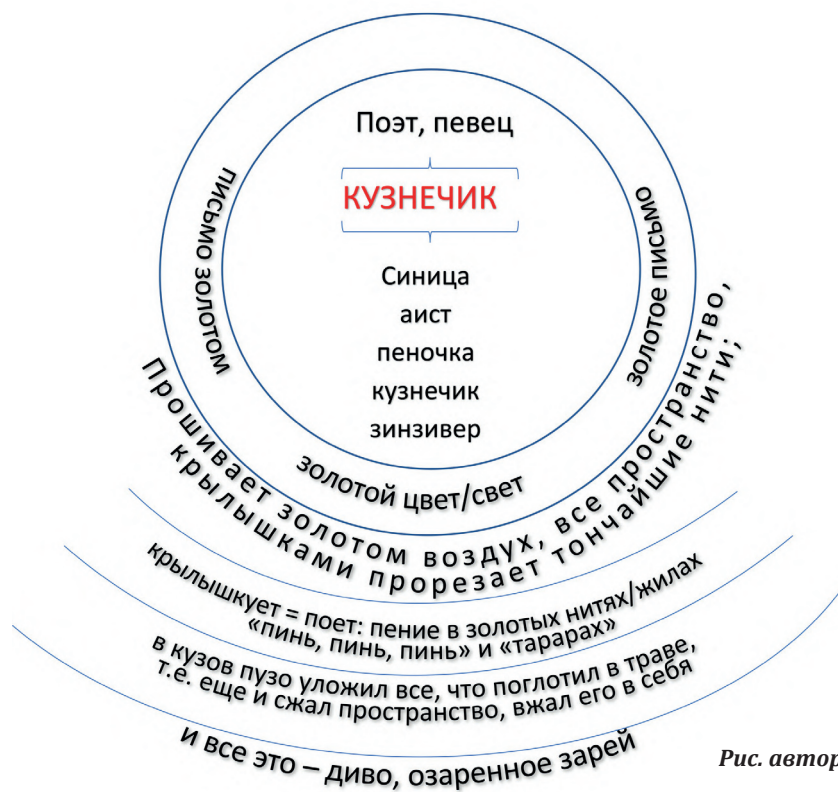 Поэт, певец
КУЗНЕЧИК
Синица
аист
пеночка
кузнечик
зинзивер
письмо золотом
золотой цвет/свет
золотое письмо
Прошивает золотом воздух, все пространство,
крылышками прорезает тончайшие нити;
крылышкует = поет: пение в золотых нитях/жилах
«пинь, пинь, пинь» и «тарарах»
в кузов пузо уложил все, что поглотил в траве,
т.е. еще и сжал пространство, вжал его в себя
и все это – диво, озаренное зарей
Рис. автор